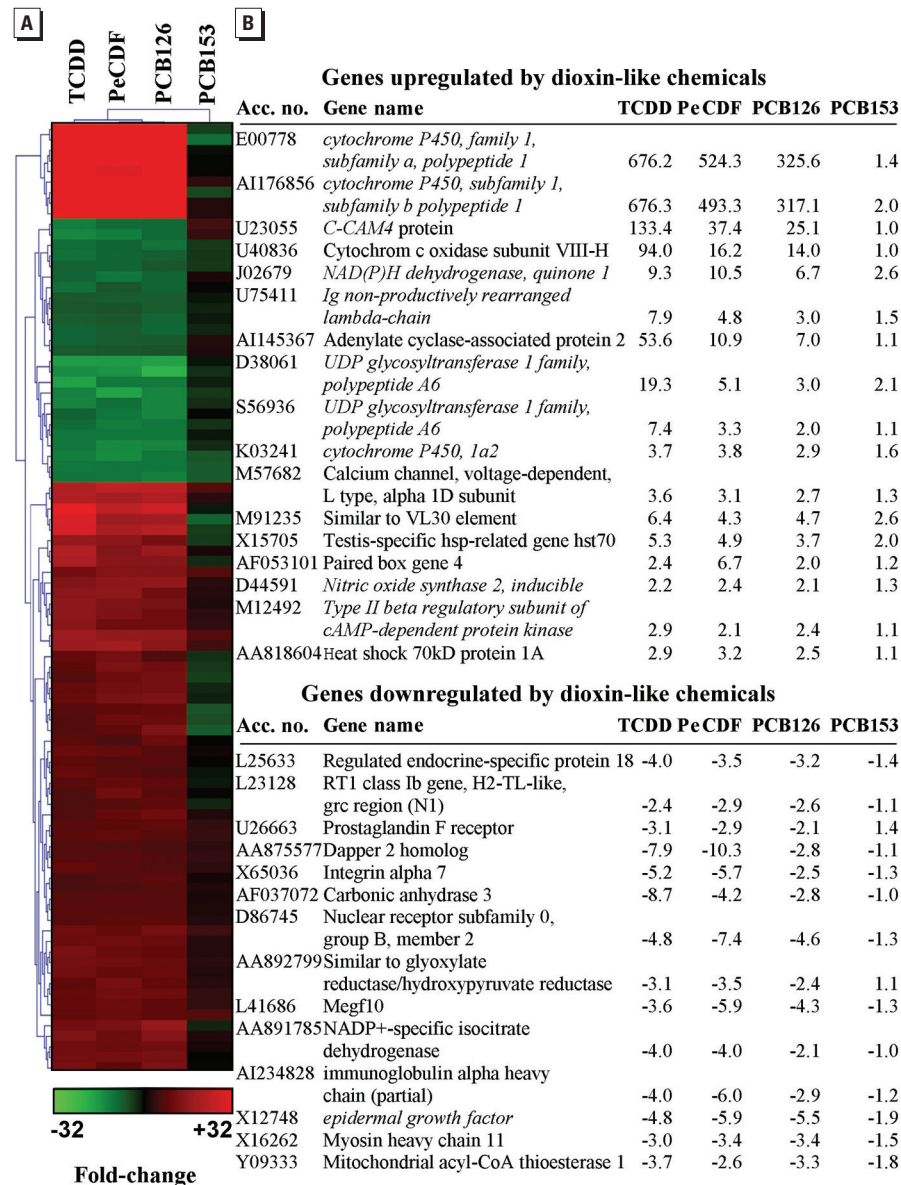 A
B
TCDD
PeCDF
PCB126
PCB153
Genes upregulated by dioxin-like chemicals
Acc. no. Gene name TCDD PeCDF PCB126 PCB153
E00778 cytochrome P450, family 1,
subfamily a, polypeptide 1 676.2 524.3 325.6 1.4
AI176856 cytochrome P450, subfamily 1,
subfamily b polypeptide 1 676.3 493.3 317.1 2.0
U23055 C-CAM4 protein 133.4 37.4 25.1 1.0
U40836 Cytochrom c oxidase subunit VIII-H 94.0 16.2 14.0 1.0
J02679 NAD(P)H dehydrogenase, quinone 1 9.3 10.5 6.7 2.6
U75411 Ig non-productively rearranged
lambda-chain 7.9 4.8 3.0 1.5
AI145367 Adenylate cyclase-associated protein 2 53.6 10.9 7.0 1.1
D38061 UDP glycosyltransferase 1 family,
polypeptide A6 19.3 5.1 3.0 2.1
S56936 UDP glycosyltransferase 1 family,
polypeptide A6 7.4 3.3 2.0 1.1
K03241 cytochrome P450, 1a2 3.7 3.8 2.9 1.6
M57682 Calcium channel, voltage-dependent,
L type, alpha 1D subunit 3.6 3.1 2.7 1.3
M91235 Similar to VL30 element 6.4 4.3 4.7 2.6
X15705 Testis-specific hsp-related gene hst70 5.3 4.9 3.7 2.0
AF053101 Paired box gene 4 2.4 6.7 2.0 1.2
D44591 Nitric oxide synthase 2, inducible 2.2 2.4 2.1 1.3
M12492 Type II beta regulatory subunit of
cAMP-dependent protein kinase 2.9 2.1 2.4 1.1
AA818604 Heat shock 70kD protein 1A 2.9 3.2 2.5 1.1
Genes downregulated by dioxin-like chemicals
Acc. no. Gene name TCDD PeCDF PCB126 PCB153
L25633 Regulated endocrine-specific protein 18 -4.0 -3.5 -3.2 -1.4
L23128 RT1 class Ib gene, H2-TL-like,
grc region (N1) -2.4 -2.9 -2.6 -1.1
U26663 Prostaglandin F receptor -3.1 -2.9 -2.1 1.4
AA875577 Dapper 2 homolog -7.9 -10.3 -2.8 -1.1
X65036 Integrin alpha 7 -5.2 -5.7 -2.5 -1.3
AF037072 Carbonic anhydrase 3 -8.7 -4.2 -2.8 -1.0
D86745 Nuclear receptor subfamily 0,
group B, member 2 -4.8 -7.4 -4.6 -1.3
AA892799 Similar to glyoxylate
reductase/hydroxypyruvate reductase -3.1 -3.5 -2.4 1.1
L41686 Megf10 -3.6 -5.9 -4.3 -1.3
AA891785 NADP+-specific isocitrate
dehydrogenase -4.0 -4.0 -2.1 -1.0
AI234828 immunoglobulin alpha heavy
chain (partial) -4.0 -6.0 -2.9 -1.2
X12748 epidermal growth factor -4.8 -5.9 -5.5 -1.9
X16262 Myosin heavy chain 11 -3.0 -3.4 -3.4 -1.5
Y09333 Mitochondrial acyl-CoA thioesterase 1 -3.7 -2.6 -3.3 -1.8
-32 +32
Fold-change